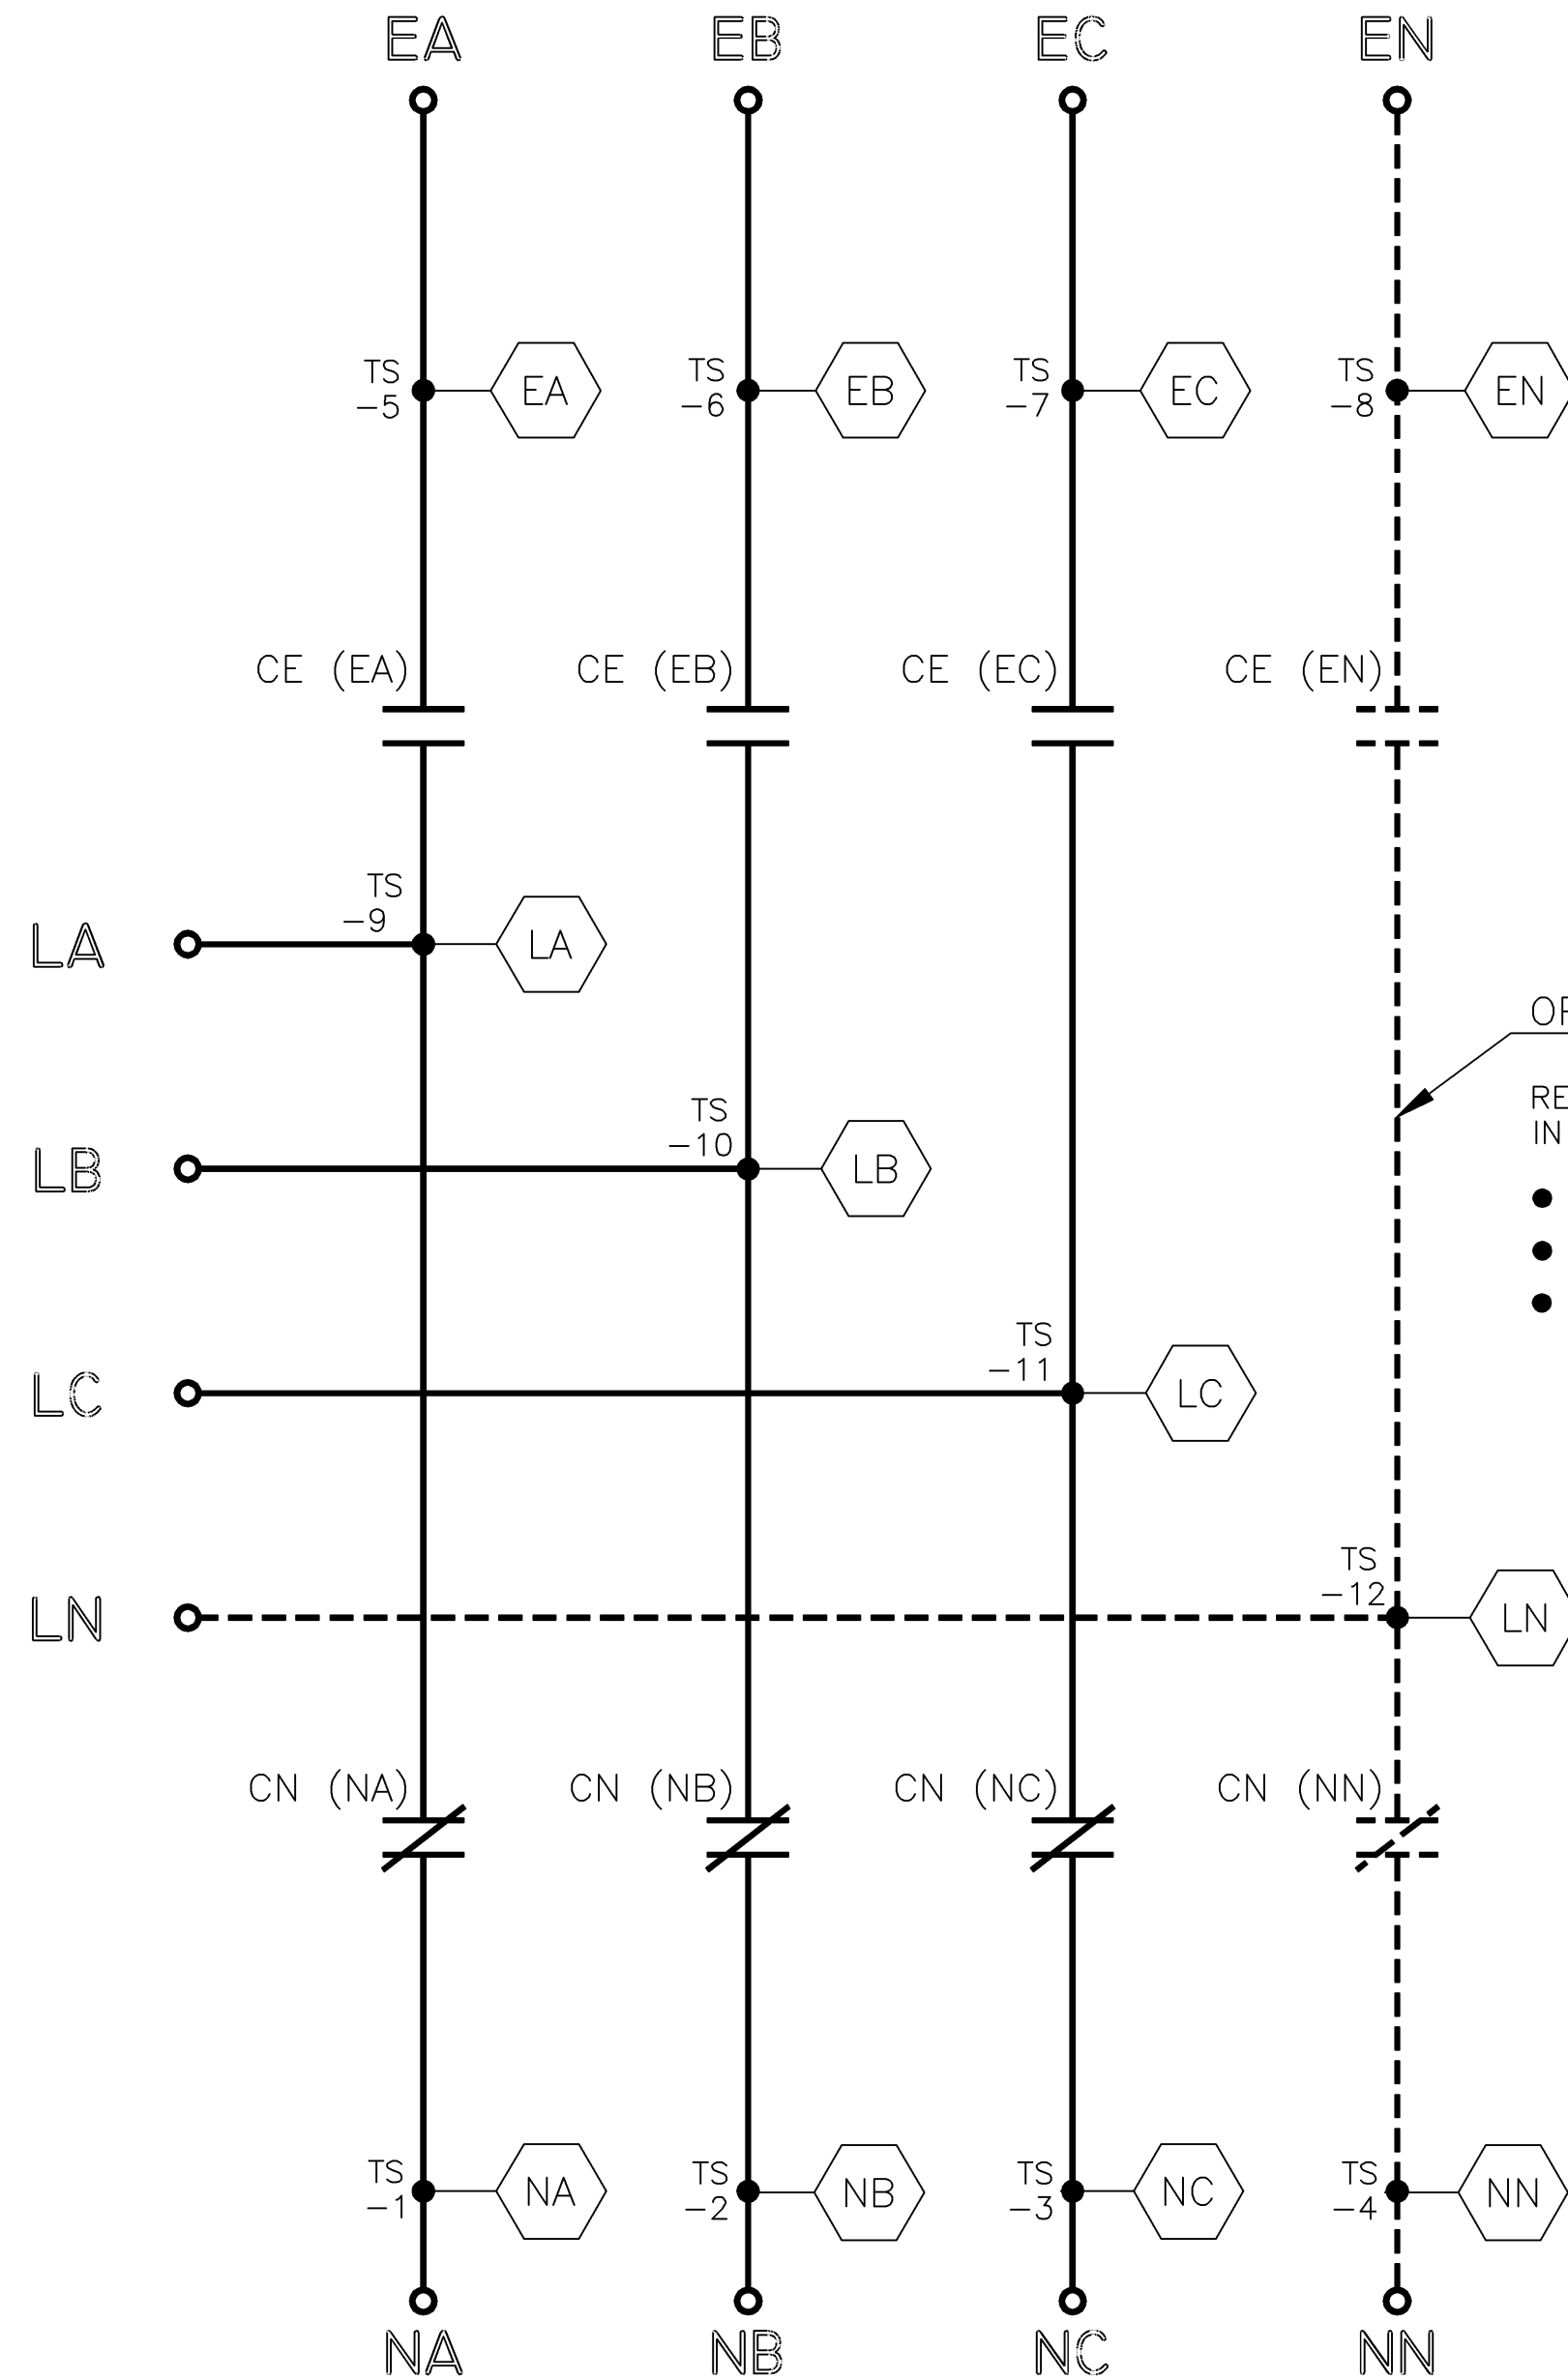 EA EB EC EN
TS TS TS TS
-5 EA -6 EB -7 EC -8 EN
CE (EA) CE (EB) CE (EC) CE (EN)
TS
-9
LA LA
TS
-10
LB LB
TS
-11
LC LC
TS
-12
LN LN
IN
CN (NA) CN (NB) CN (NC) CN (NN)
TS TS TS TS
-1 NA -2 NB -3 NC -4 NN
NA NB NC NN